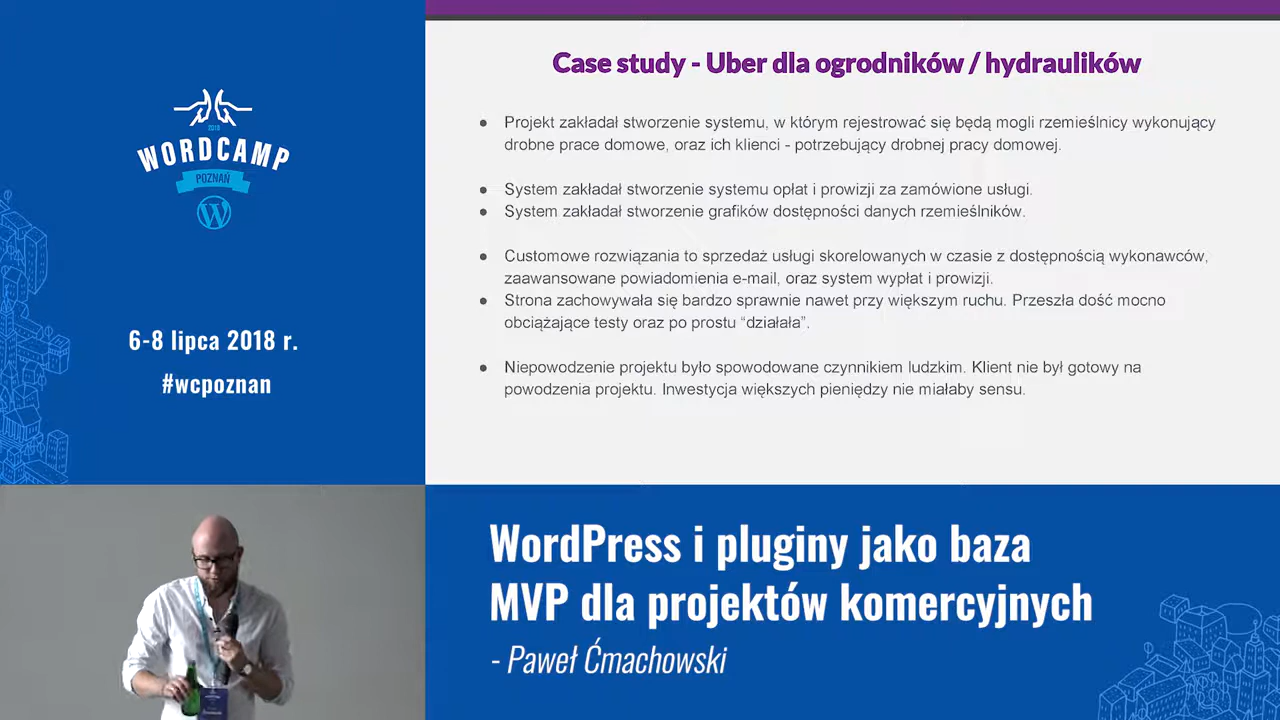 2018
WORDCAMP
POZNAŃ
6-8 lipca 2018 r.
#wcpoznan
Case study - Uber dla ogrodników / hydraulików
● Projekt zakładał stworzenie systemu, w którym rejestrować się będą mogli rzemieślnicy wykonujący
drobne prace domowe, oraz ich klienci - potrzebujący drobnej pracy domowej.
● System zakładał stworzenie systemu opłat i prowizji za zamówione usługi.
● System zakładał stworzenie grafików dostępności danych rzemieślników.
● Customowe rozwiązania to sprzedaż usługi skorelowanych w czasie z dostępnością wykonawców,
zaawansowane powiadomienia e-mail, oraz system wypłat i prowizji.
● Strona zachowywała się bardzo sprawnie nawet przy większym ruchu. Przeszła dość mocno
obciążające testy oraz po prostu “działała”.
● Niepowodzenie projektu było spowodowane czynnikiem ludzkim. Klient nie był gotowy na
powodzenia projektu. Inwestycja większych pieniędzy nie miałaby sensu.
WordPress i pluginy jako baza
MVP dla projektów komercyjnych
- Paweł Ćmachowski